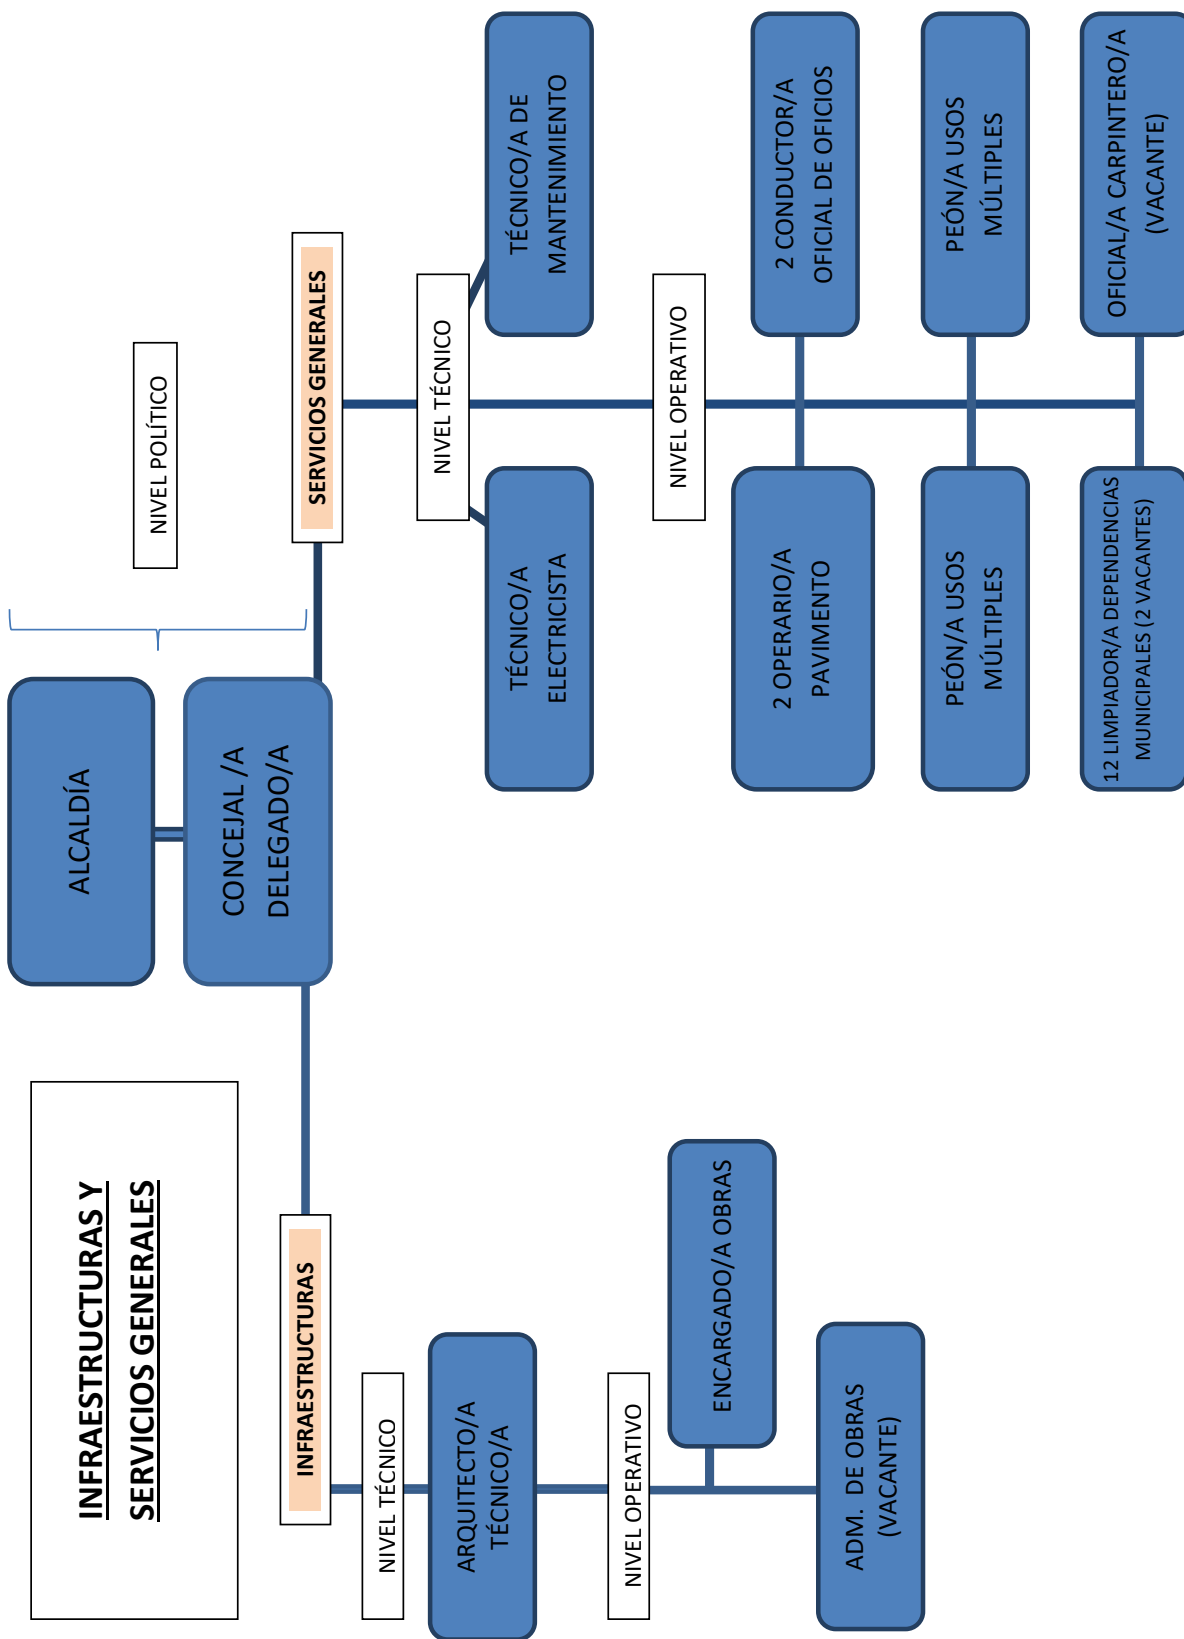 INFRAESTRUCTURAS Y
SERVICIOS GENERALES
ALCALDÍA
NIVEL POLÍTICO
CONCEJAL /A
DELEGADO/A
INFRAESTRUCTURAS
NIVEL TÉCNICO
ARQUITECTO/A
TÉCNICO/A
NIVEL OPERATIVO
ENCARGADO/A OBRAS
ADM. DE OBRAS
(VACANTE)
SERVICIOS GENERALES
NIVEL TÉCNICO
TÉCNICO/A
ELECTRICISTA
TÉCNICO/A DE
MANTENIMIENTO
NIVEL OPERATIVO
2 OPERARIO/A
PAVIMENTO
2 CONDUCTOR/A
OFICIAL DE OFICIOS
PEÓN/A USOS
MÚLTIPLES
PEÓN/A USOS
MÚLTIPLES
12 LIMPIADOR/A DEPENDENCIAS
MUNICIPALES (2 VACANTES)
OFICIAL/A CARPINTERO/A
(VACANTE)